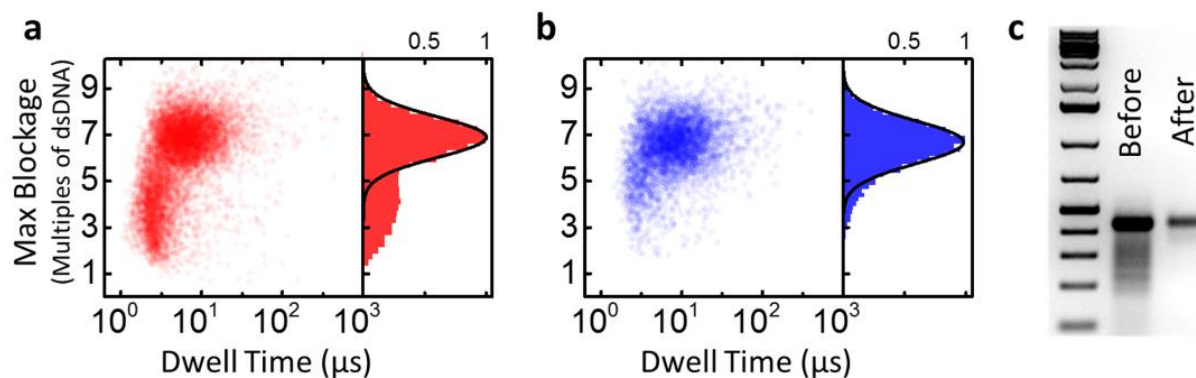 a
0.5 1
Max Blockage
(Multiples of dsDNA)
9
7
5
3
1
10⁰ 10¹ 10² 10³
Dwell Time (µs)
b
0.5 1
9
7
5
3
1
10⁰ 10¹ 10² 10³
Dwell Time (µs)
c
Before
After